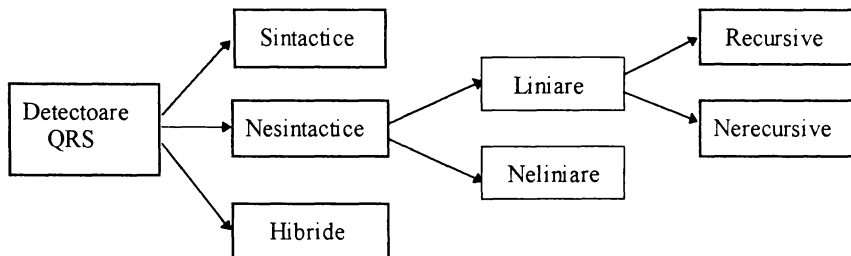 Sintactice
Recursive
Detectoare
QRS
Nesintactice
Liniare
Nerecursive
Neliniare
Hibride